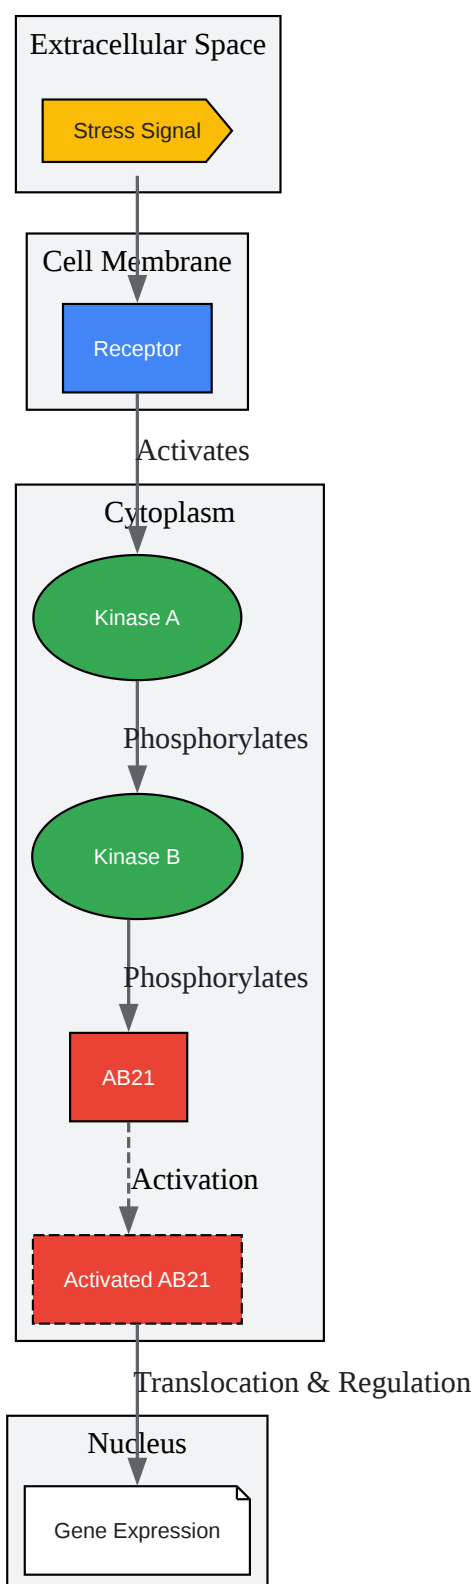 Extracellular Space
Stress Signal
Cell Membrane
Receptor
Activates
Cytoplasm
Kinase A
Phosphorylates
Kinase B
Phosphorylates
AB21
Activation
Activated AB21
Translocation & Regulation
Nucleus
Gene Expression